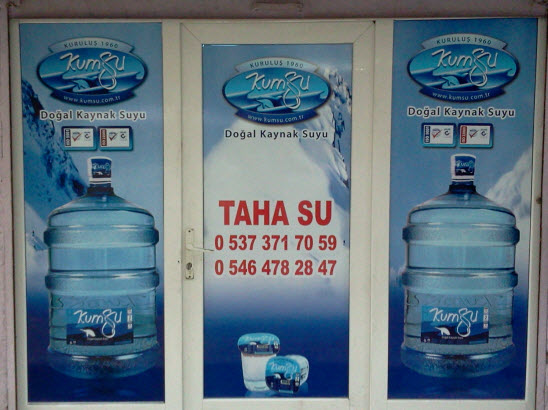 KURULUŞ 1960
KumSu
www.kumsu.com.tr
Doğal Kaynak Suyu
KumSu
KURULUŞ 1960
KumSu
www.kumsu.com.tr
Doğal Kaynak Suyu
TAHA SU
0 537 371 70 59
0 546 478 28 47
KURULUŞ 1960
KumSu
www.kumsu.com.tr
Doğal Kaynak Suyu
KumSu